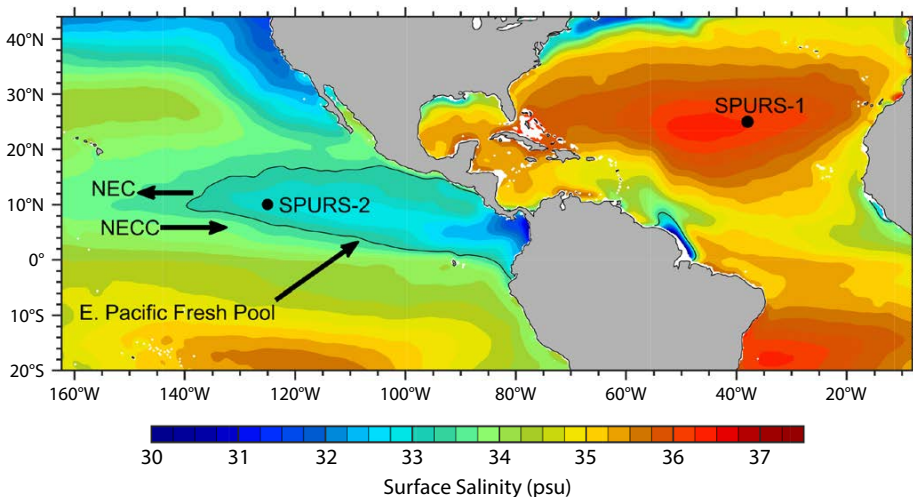 40°N
30°N
20°N
10°N
0°
10°S
20°S
SPURS-1
NEC
SPURS-2
NECC
E. Pacific Fresh Pool
160°W 140°W 120°W 100°W 80°W 60°W 40°W 20°W
30 31 32 33 34 35 36 37
Surface Salinity (psu)